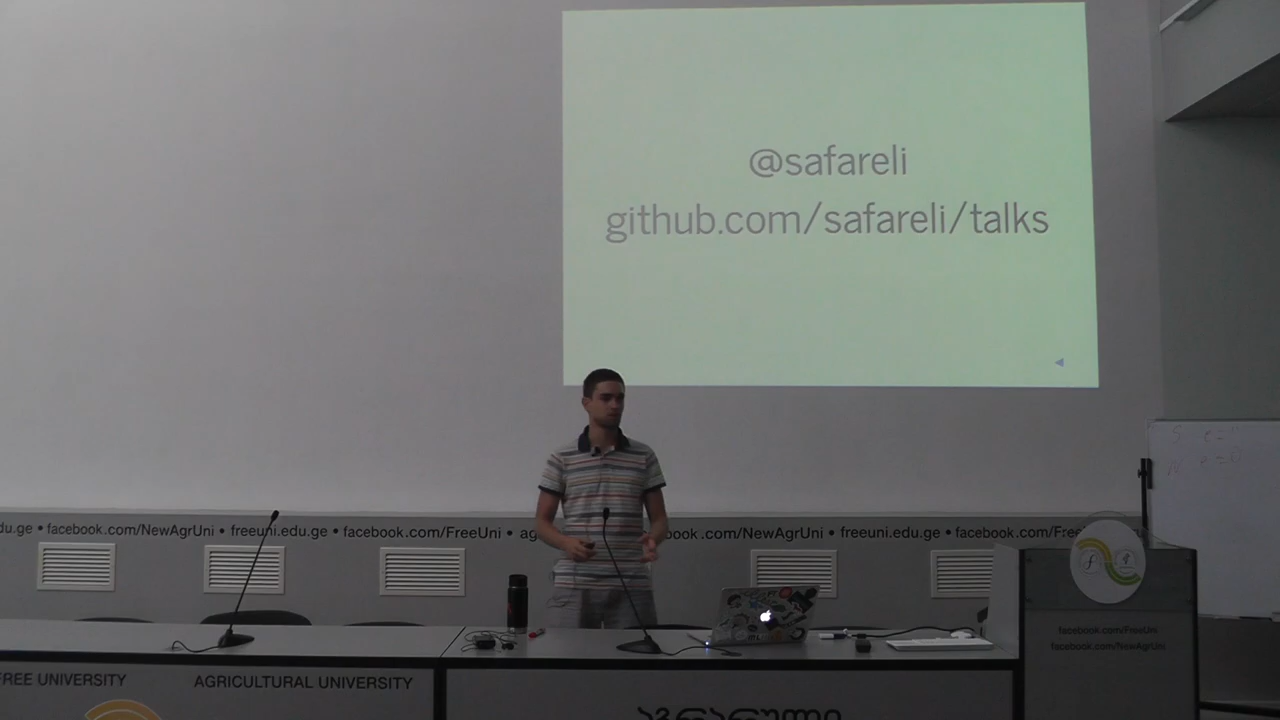 @safareli
github.com/safareli/talks
du.ge • facebook.com/NewAgrUni • freeuni.edu.ge • facebook.com/FreeUni • ag
book.com/NewAgrUni • freeuni.edu.ge • facebook.com/Free
facebook.com/FreeUni
facebook.com/NewAgrUni
FREE UNIVERSITY
AGRICULTURAL UNIVERSITY